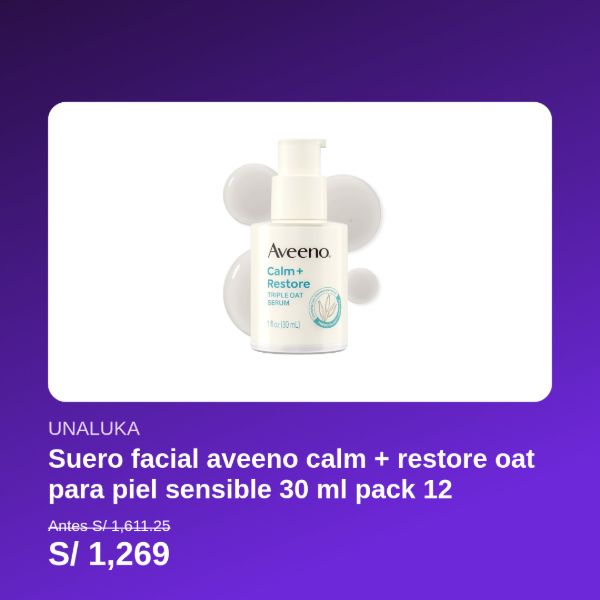 Aveeno.
Calm +
Restore
TRIPLE OAT
SERUM
1 fl oz (30 mL)
UNALUKA
Suero facial aveeno calm + restore oat
para piel sensible 30 ml pack 12
Antes S/ 1,611.25
S/ 1,269